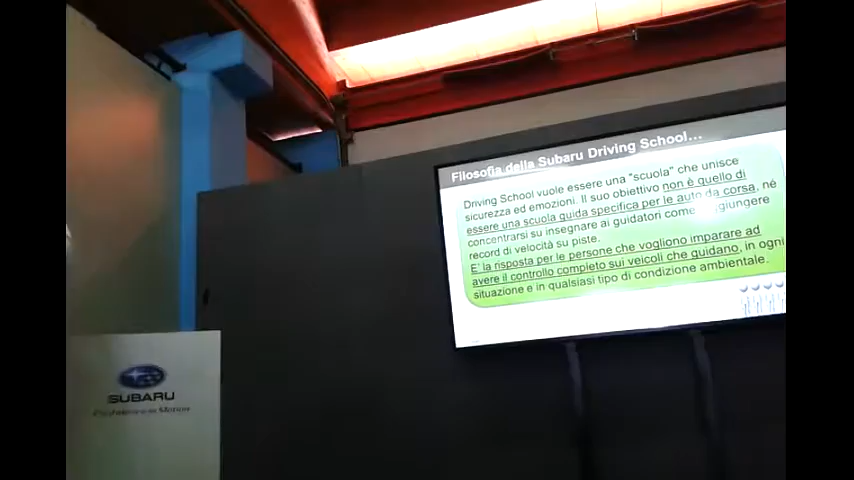 Filosofia della Subaru Driving School...
Driving School vuole essere una "scuola" che unisce
sicurezza ed emozioni. Il suo obiettivo non è quello di
essere una scuola guida specifica per le auto da corsa, né
concentrarsi su insegnare ai guidatori come raggiungere
record di velocità su piste.
E' la risposta per le persone che vogliono imparare ad
avere il controllo completo sui veicoli che guidano, in ogni
situazione e in qualsiasi tipo di condizione ambientale.
SUBARU
Confidence in Motion